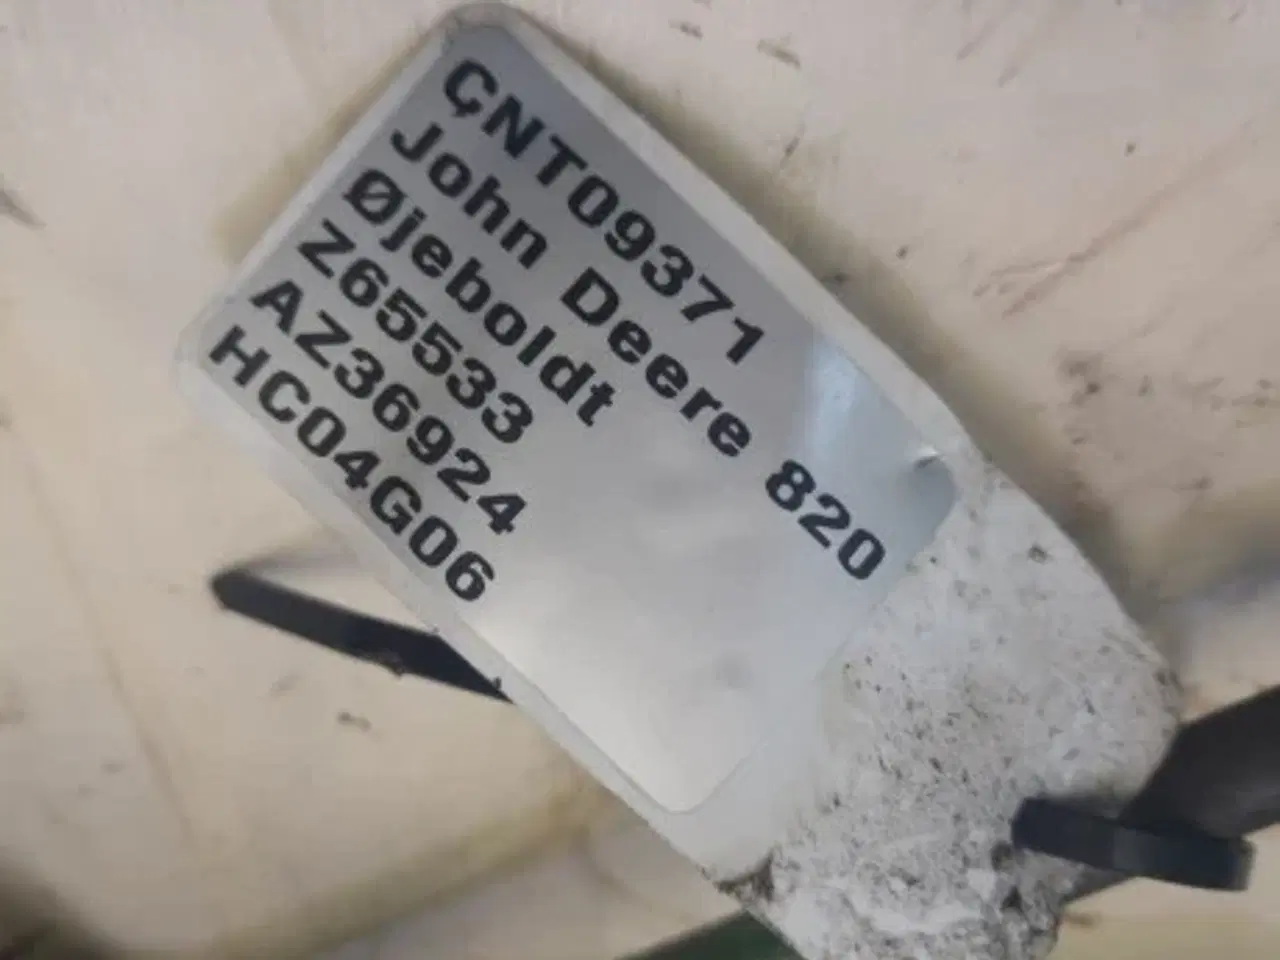 ÇNT09371
John Deere 820
Øjeboldt
Z65533
AZ36924
HC04G06